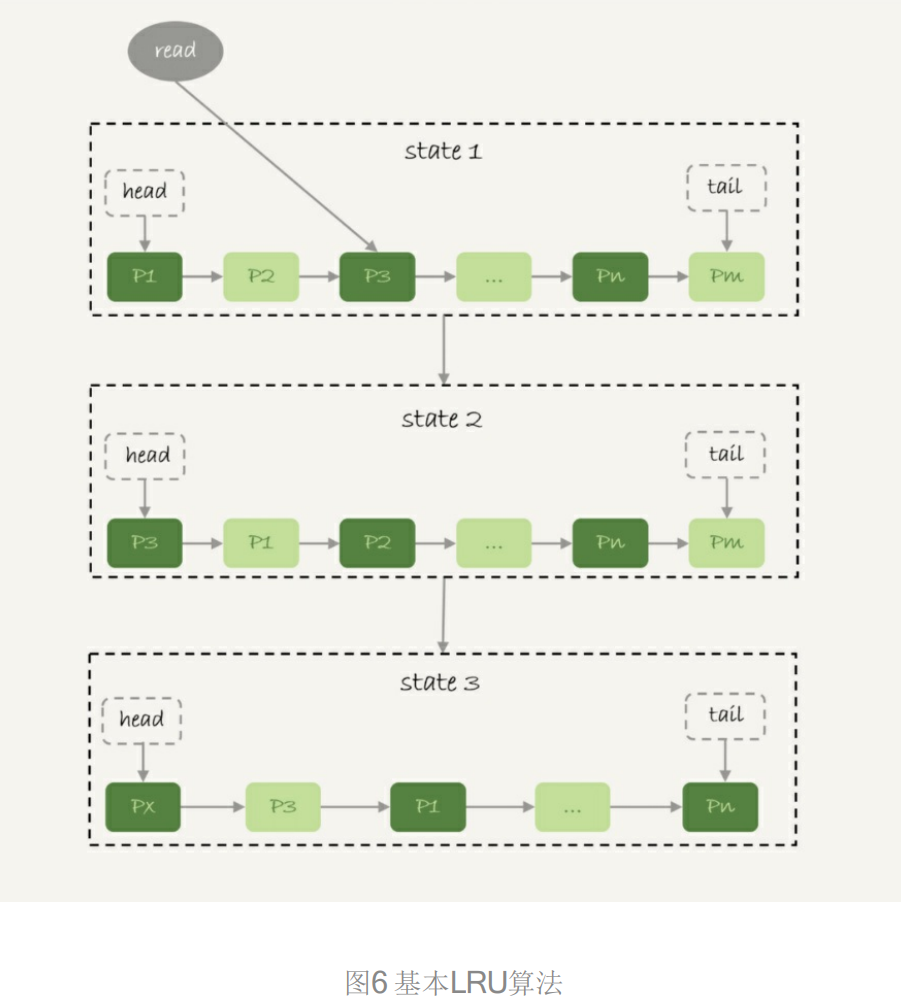 read
state 1
head
tail
P1 P2 P3 ... Pn Pm
state 2
head
tail
P3 P1 P2 ... Pn Pm
state 3
head
tail
Px P3 P1 ... Pn
图6 基本LRU算法